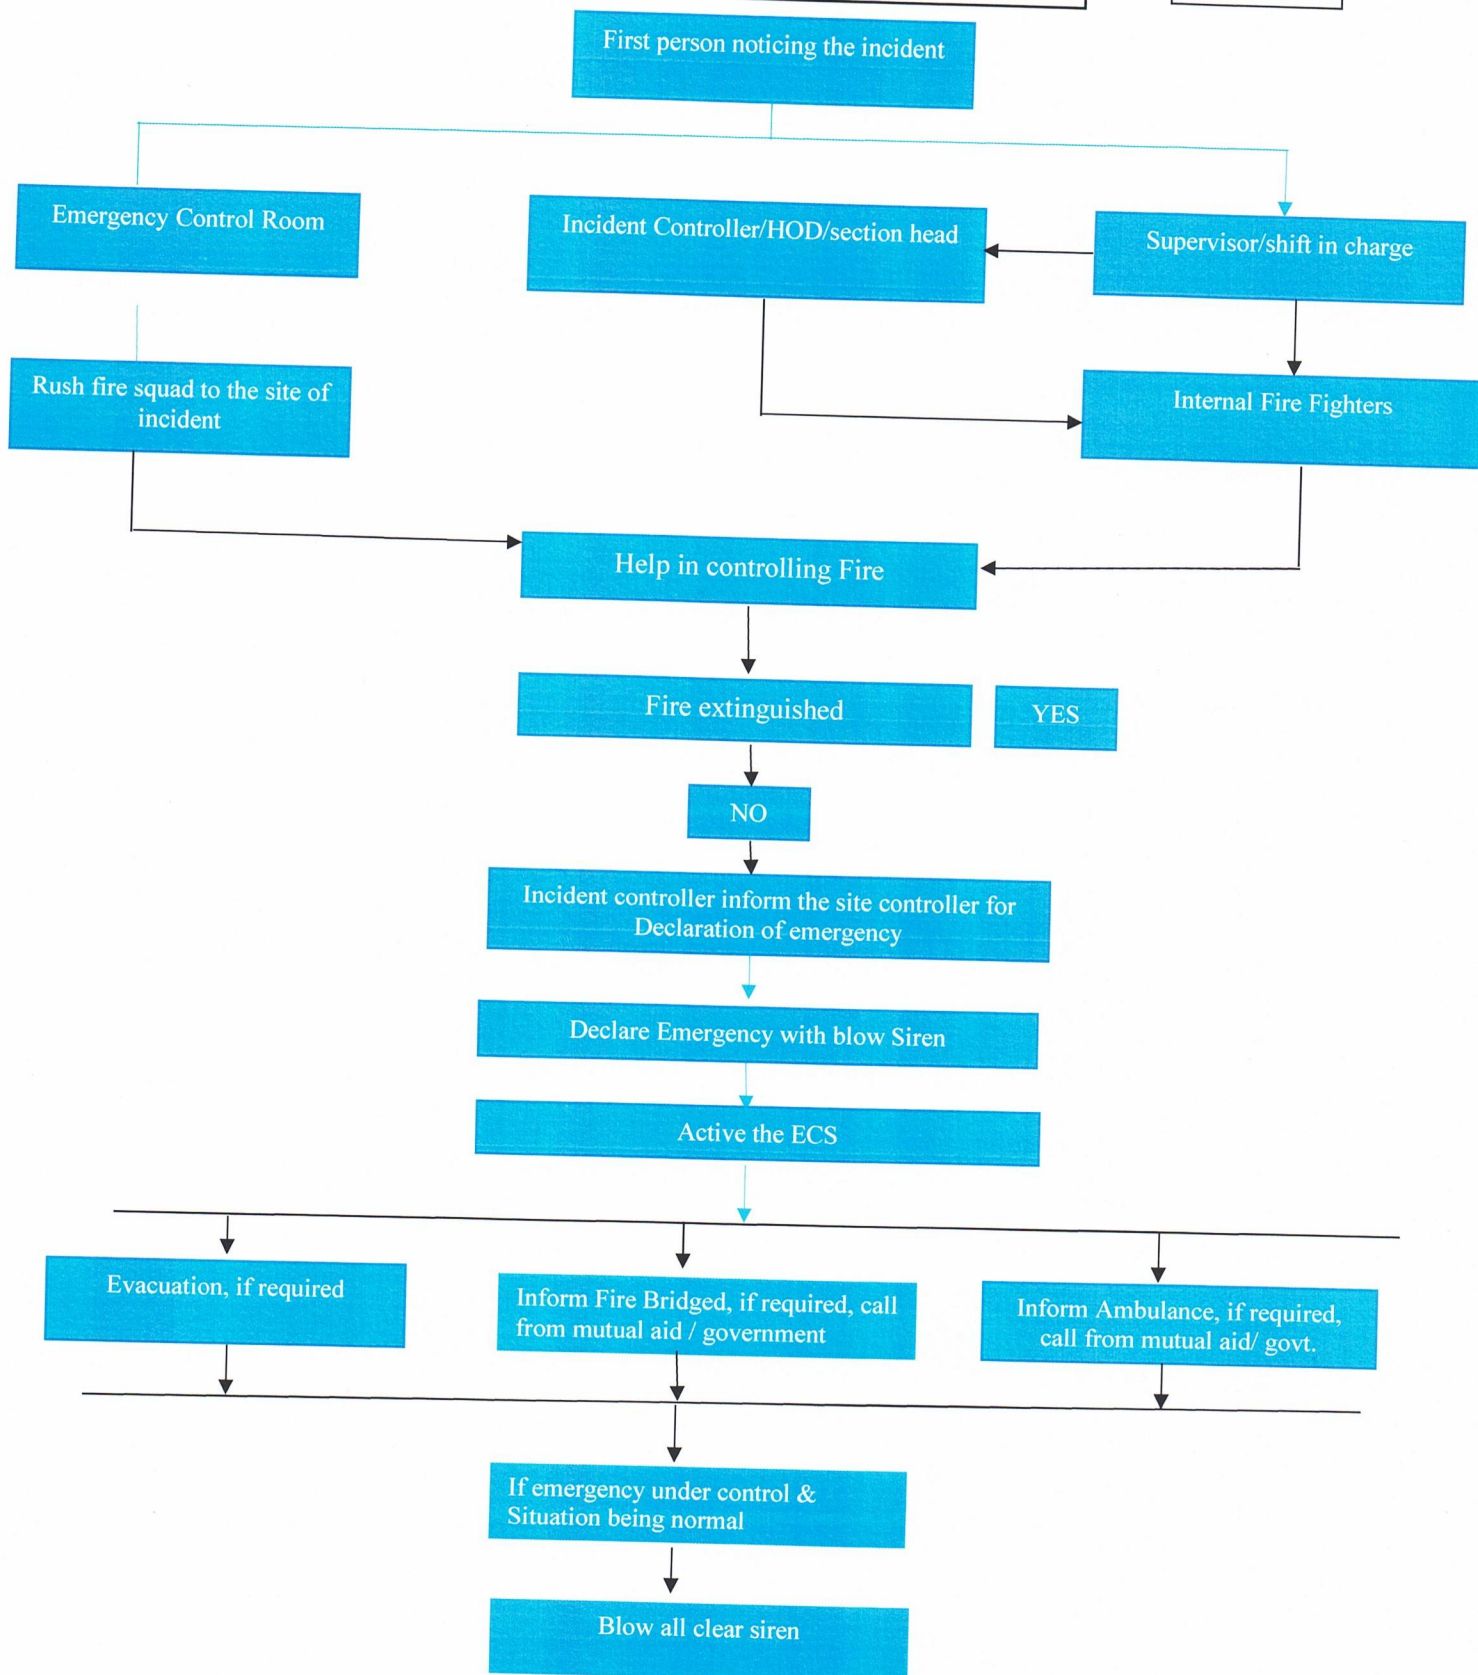 First person noticing the incident
Emergency Control Room
Incident Controller/HOD/section head
Supervisor/shift in charge
Rush fire squad to the site of
incident
Internal Fire Fighters
Help in controlling Fire
Fire extinguished
YES
NO
Incident controller inform the site controller for
Declaration of emergency
Declare Emergency with blow Siren
Active the ECS
Evacuation, if required
Inform Fire Bridged, if required, call
from mutual aid / government
Inform Ambulance, if required,
call from mutual aid/ govt.
If emergency under control &
Situation being normal
Blow all clear siren